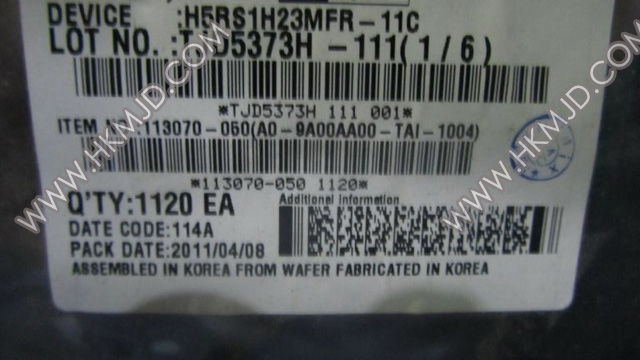 DEVICE :H5RS1H23MFR-11C
LOT NO.:TJD5373H -111( 1 / 6 )
*TJD5373H 111 001*
ITEM NO.:113070-050(A0-9A00AA00-TAI-1004)
*113070-050 1120*
Q'TY:1120 EA
Additional information
DATE CODE:114A
PACK DATE:2011/04/08
ASSEMBLED IN KOREA FROM WAFER FABRICATED IN KOREA
WWW.HKMJD.COM
WWW.HKMJD.COM
WWW.HKMJD.COM